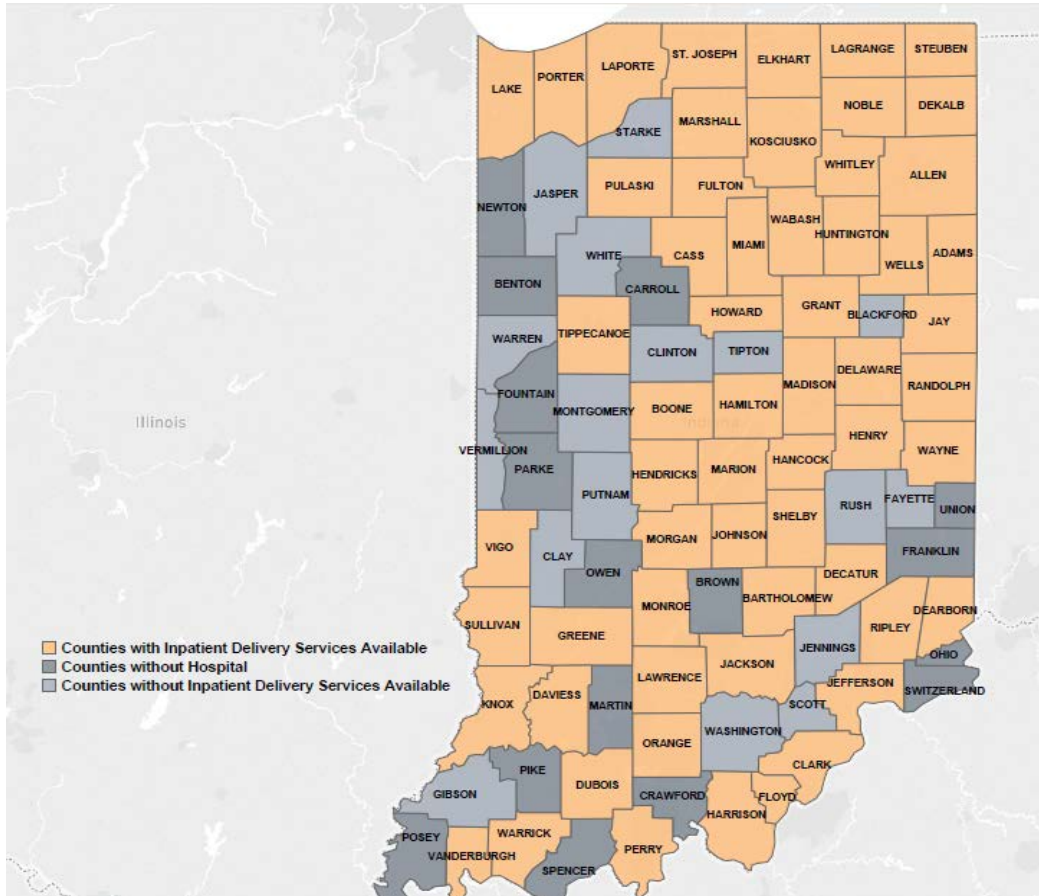 ST. JOSEPH
LAGRANGE
STEUBEN
LAPORTE
ELKHART
PORTER
LAKE
NOBLE
DEKALB
MARSHALL
STARKE
KOSCIUSKO
WHITLEY
ALLEN
PULASKI
FULTON
JASPER
NEWTON
WABASH
HUNTINGTON
MIAMI
WHITE
CASS
ADAMS
WELLS
BENTON
CARROLL
GRANT
HOWARD
BLACKFORD
JAY
TIPPECANOE
WARREN
CLINTON
TIPTON
DELAWARE
MADISON
RANDOLPH
FOUNTAIN
HAMILTON
MONTGOMERY
BOONE
Illinois
Indiana
HENRY
VERMILLION
WAYNE
HANCOCK
PARKE
HENDRICKS
MARION
PUTNAM
FAYETTE
RUSH
UNION
SHELBY
MORGAN
JOHNSON
VIGO
FRANKLIN
CLAY
OWEN
DECATUR
BROWN
BARTHOLOMEW
MONROE
DEARBORN
SULLIVAN
RIPLEY
GREENE
JENNINGS
Counties with Inpatient Delivery Services Available
OHIO
Counties without Hospital
JACKSON
LAWRENCE
JEFFERSON
Counties without Inpatient Delivery Services Available
SWITZERLAND
DAVIESS
KNOX
MARTIN
SCOTT
WASHINGTON
ORANGE
CLARK
PIKE
DUBOIS
GIBSON
CRAWFORD
FLOYD
HARRISON
POSEY
WARRICK
PERRY
VANDERBURGH
SPENCER